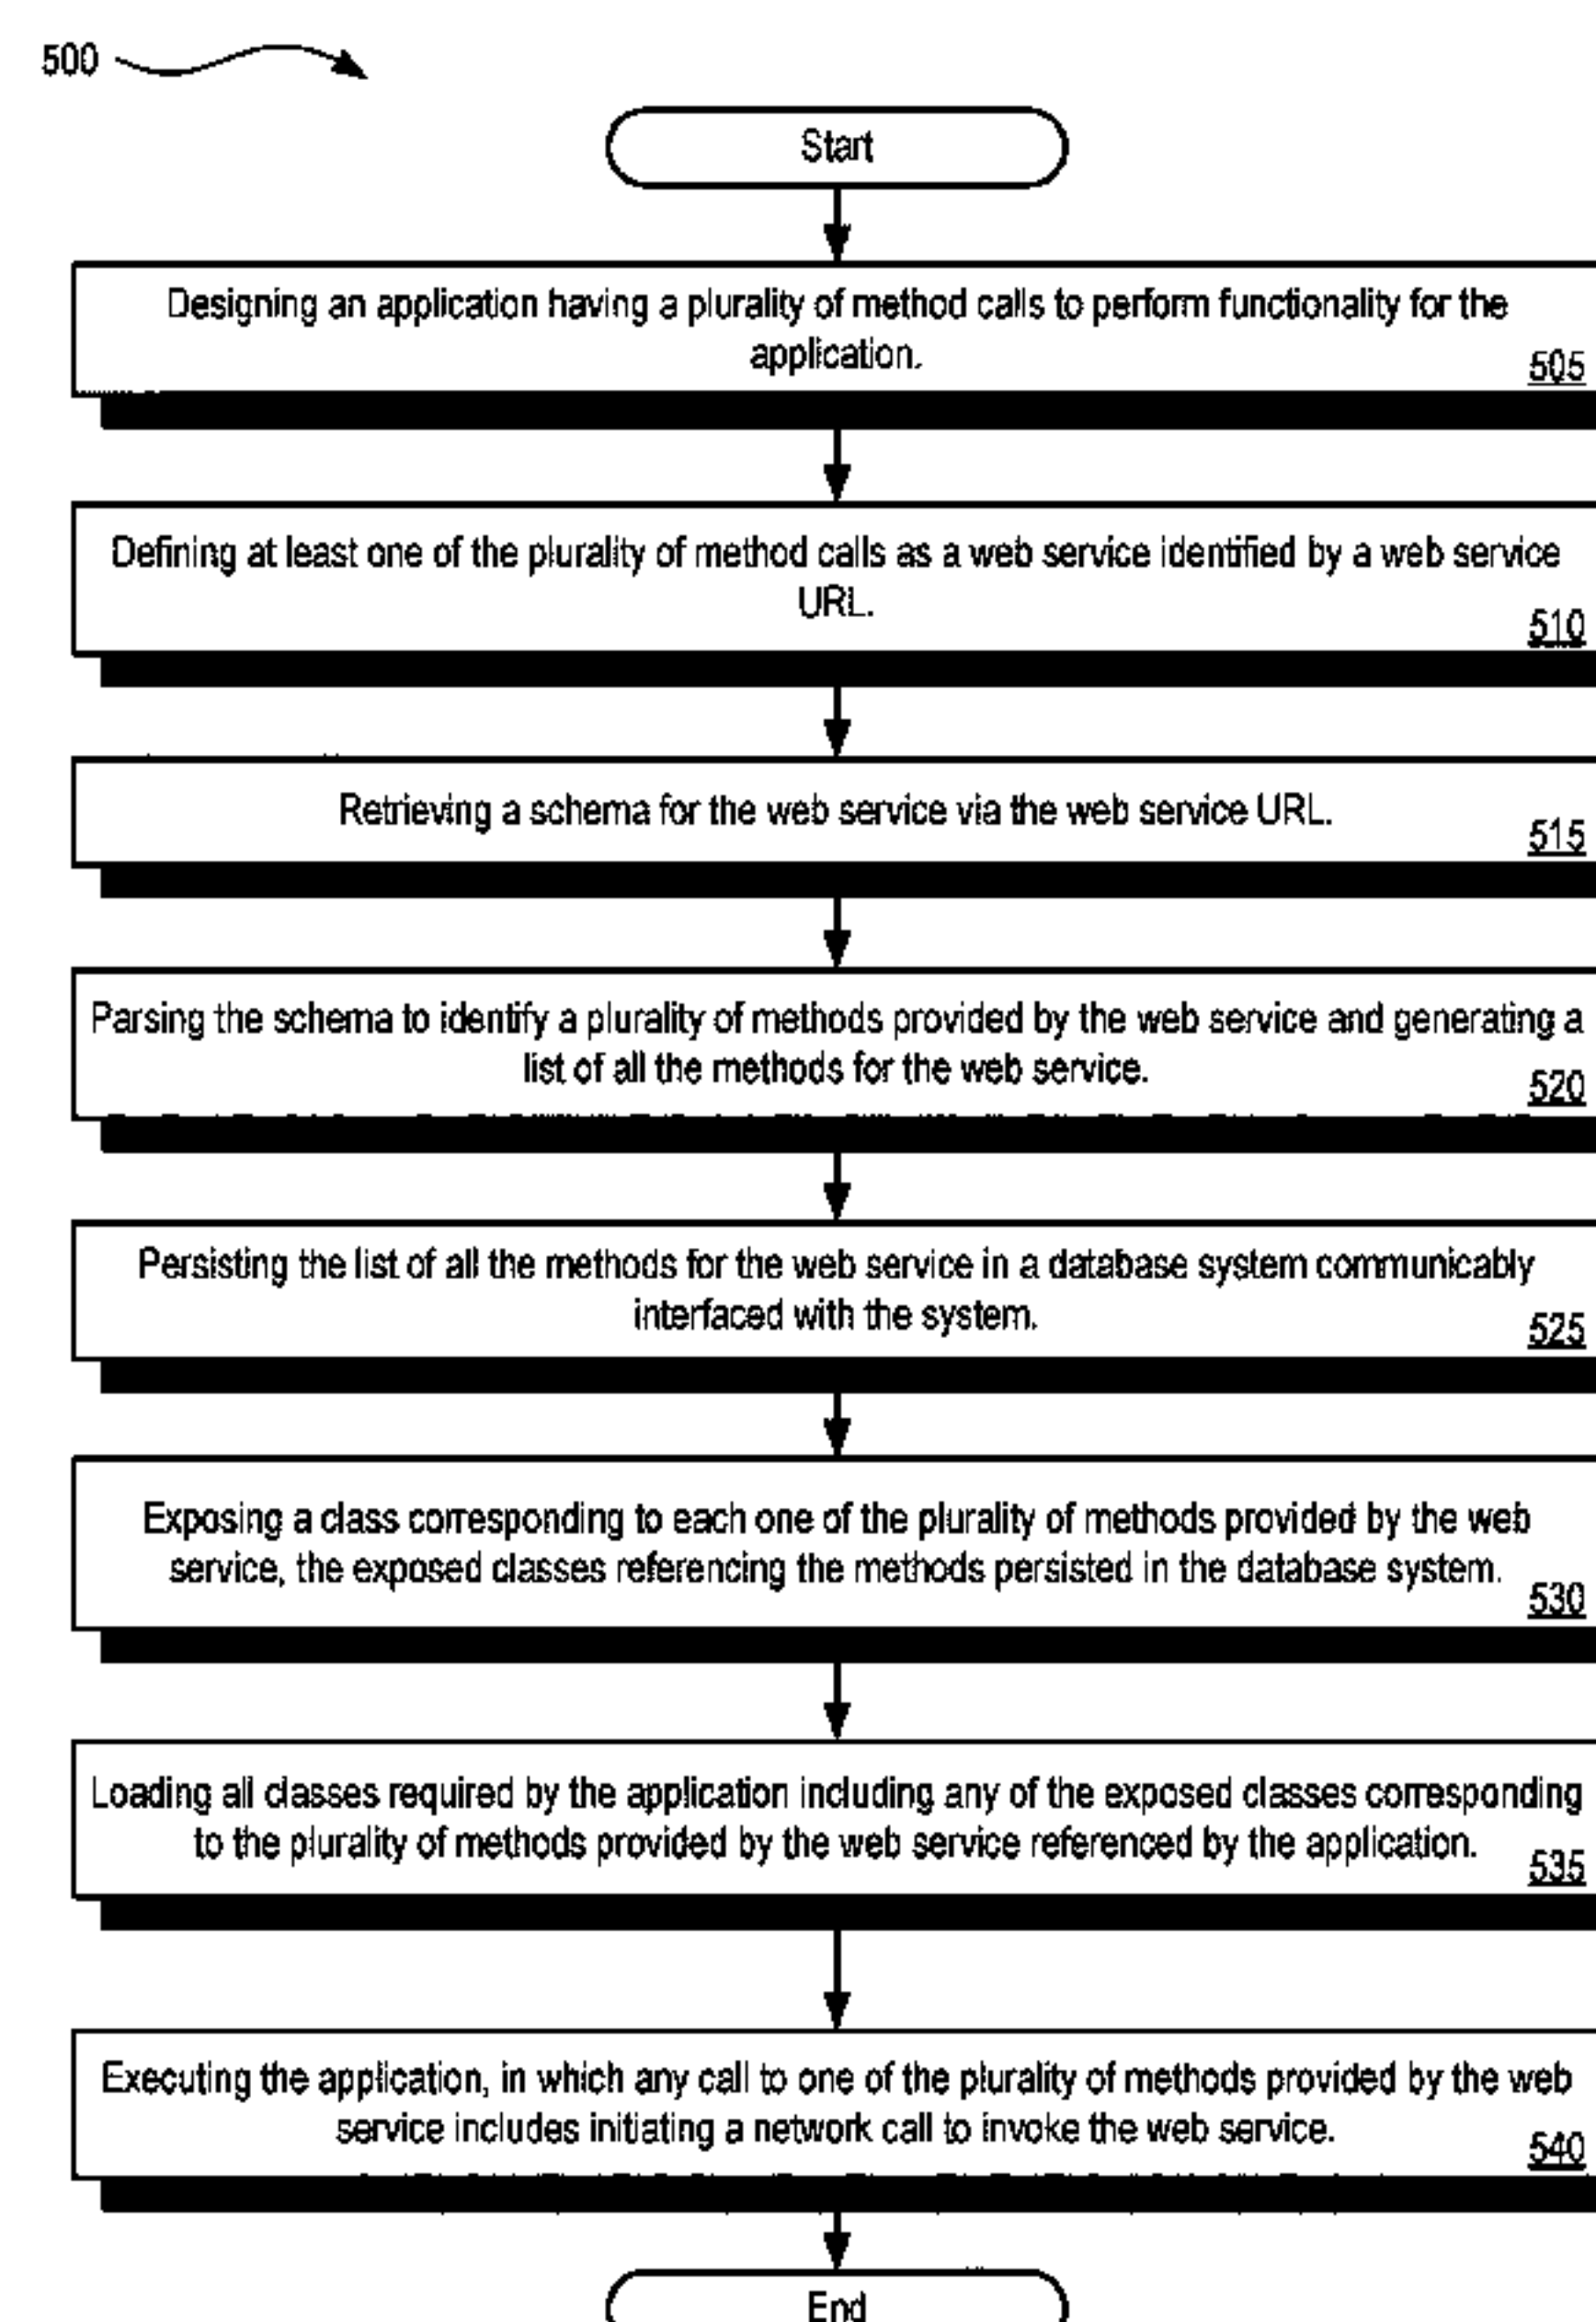 500
Start
Designing an application having a plurality of method calls to perform functionality for the
application.
505
Defining at least one of the plurality of method calls as a web service identified by a web service
URL.
510
Retrieving a schema for the web service via the web service URL.
515
Parsing the schema to identify a plurality of methods provided by the web service and generating a
list of all the methods for the web service.
520
Persisting the list of all the methods for the web service in a database system communicably
interfaced with the system.
525
Exposing a class corresponding to each one of the plurality of methods provided by the web
service, the exposed classes referencing the methods persisted in the database system.
530
Loading all classes required by the application including any of the exposed classes corresponding
to the plurality of methods provided by the web service referenced by the application.
535
Executing the application, in which any call to one of the plurality of methods provided by the web
service includes initiating a network call to invoke the web service.
540
End